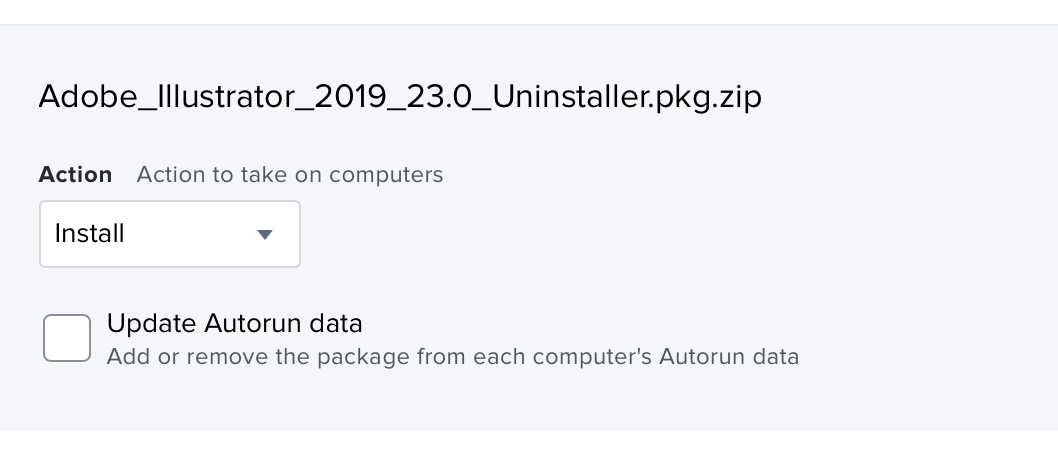 Adobe_Illustrator_2019_23.0_Uninstaller.pkg.zip
Action Action to take on computers
Install
Update Autorun data
Add or remove the package from each computer's Autorun data